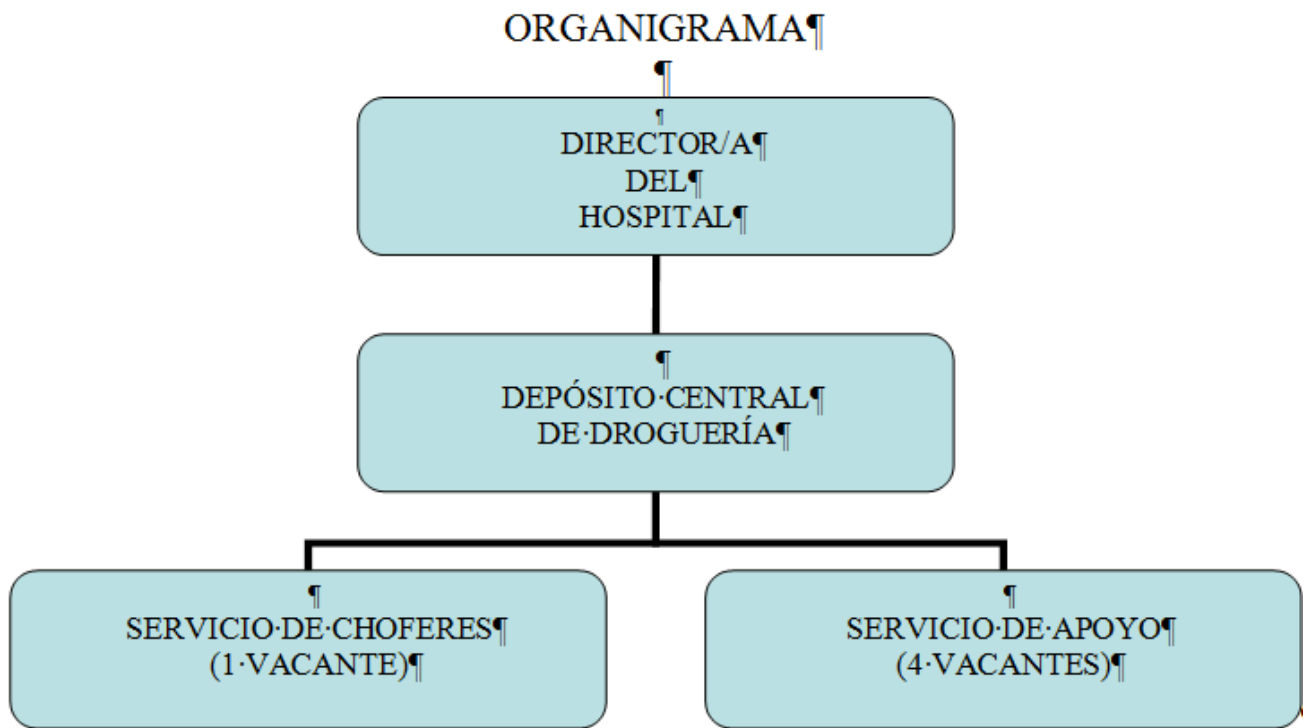 ORGANIGRAMA¶
¶
¶
DIRECTOR/A¶
DEL¶
HOSPITAL¶
¶
DEPÓSITO·CENTRAL¶
DE·DROGUERÍA¶
¶
SERVICIO·DE·CHOFERES¶
(1·VACANTE)¶
¶
SERVICIO·DE·APOYO¶
(4·VACANTES)¶